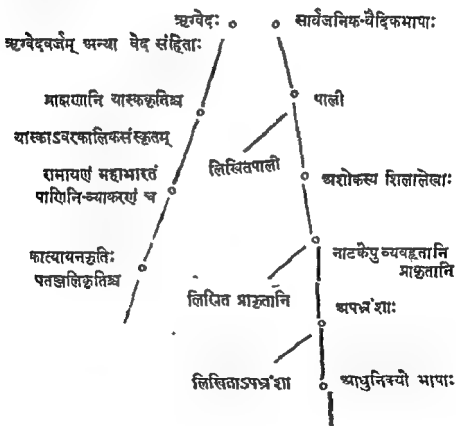 ऋग्वेदः
सार्वजनिक-वैदिकभाषाः
ऋग्वेदवर्जम् अन्या वेद संहिताः
ब्राह्मणानि यास्ककृतिश्च
पाली
यास्काऽवरकालिकसंस्कृतम्
लिखितपाली
रामायणं महाभारतं
पाणिनि-व्याकरणं च
अशोकस्य शिलालेखाः
कात्यायनकृतिः
पतञ्जलिकृतिश्च
नाटकेषु व्यवहृतानि
प्राकृतानि
लिखित प्राकृतानि
अपभ्रंशाः
लिखिताऽपभ्रंशा
आधुनिक्यो भाषाः